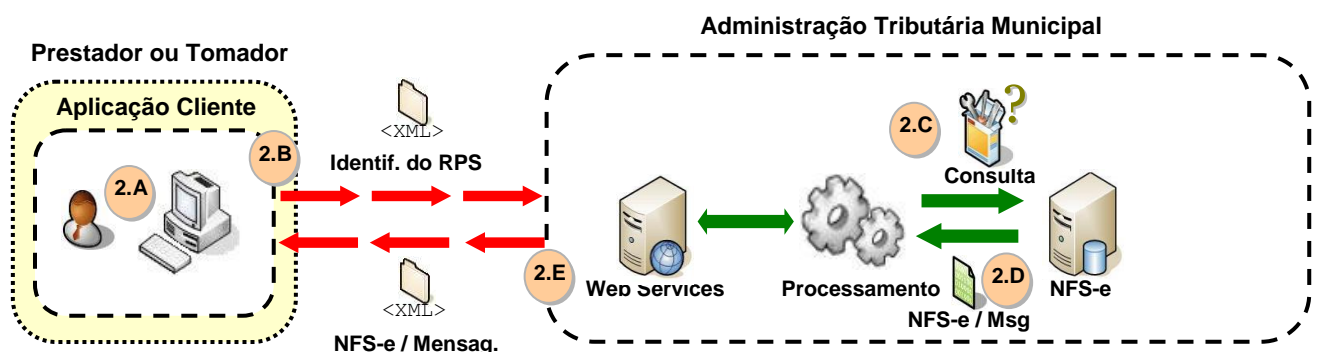 Administração Tributária Municipal
Prestador ou Tomador
Aplicação Cliente
<XML>
Identif. do RPS
2.A
2.B
2.C
?
Consulta
2.E
Web Services
Processamento
2.D
NFS-e
NFS-e / Msg
<XML>
NFS-e / Mensag.